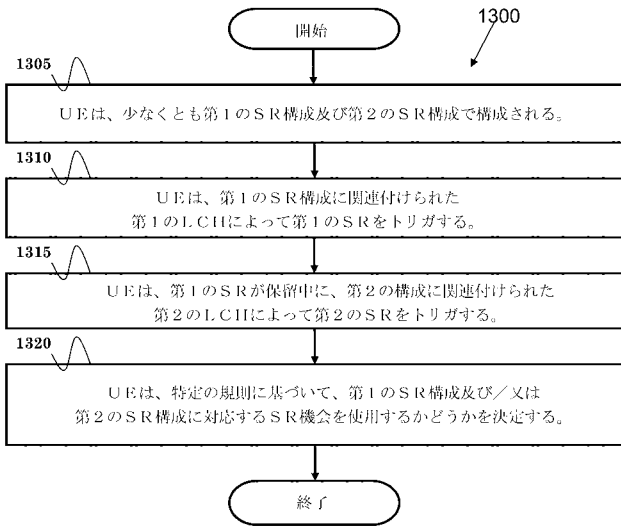 1300
開始
1305
UEは、少なくとも第1のSR構成及び第2のSR構成で構成される。
1310
UEは、第1のSR構成に関連付けられた
第1のLCHによって第1のSRをトリガする。
1315
UEは、第1のSRが保留中に、第2の構成に関連付けられた
第2のLCHによって第2のSRをトリガする。
1320
UEは、特定の規則に基づいて、第1のSR構成及び/又は
第2のSR構成に対応するSR機会を使用するかどうかを決定する。
終了